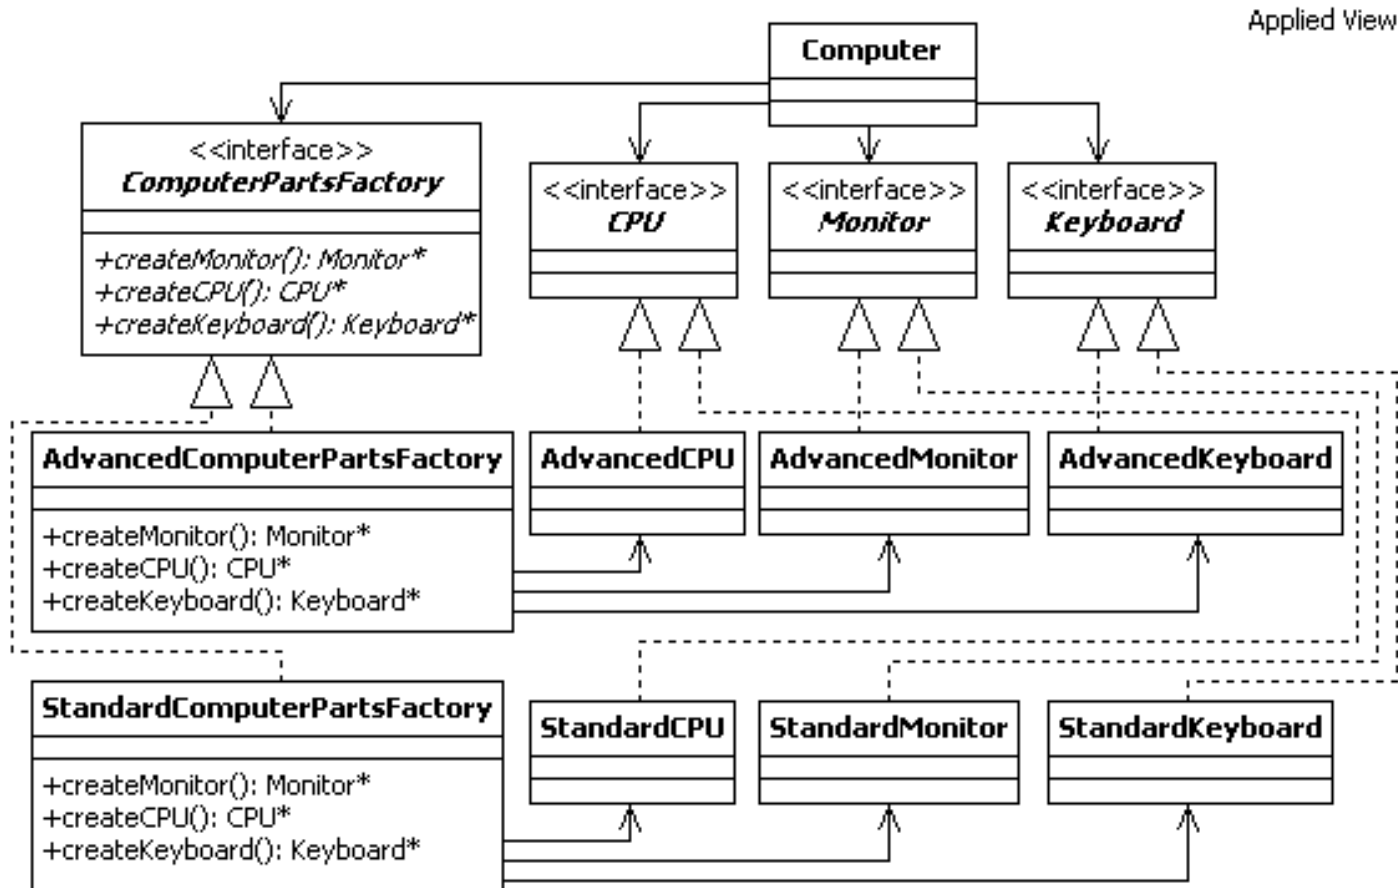 Applied View
Computer
<<interface>>
ComputerPartsFactory
+createMonitor(): Monitor*
+createCPU(): CPU*
+createKeyboard(): Keyboard*
<<interface>>
CPU
<<interface>>
Monitor
<<interface>>
Keyboard
AdvancedComputerPartsFactory
+createMonitor(): Monitor*
+createCPU(): CPU*
+createKeyboard(): Keyboard*
AdvancedCPU
AdvancedMonitor
AdvancedKeyboard
StandardComputerPartsFactory
+createMonitor(): Monitor*
+createCPU(): CPU*
+createKeyboard(): Keyboard*
StandardCPU
StandardMonitor
StandardKeyboard